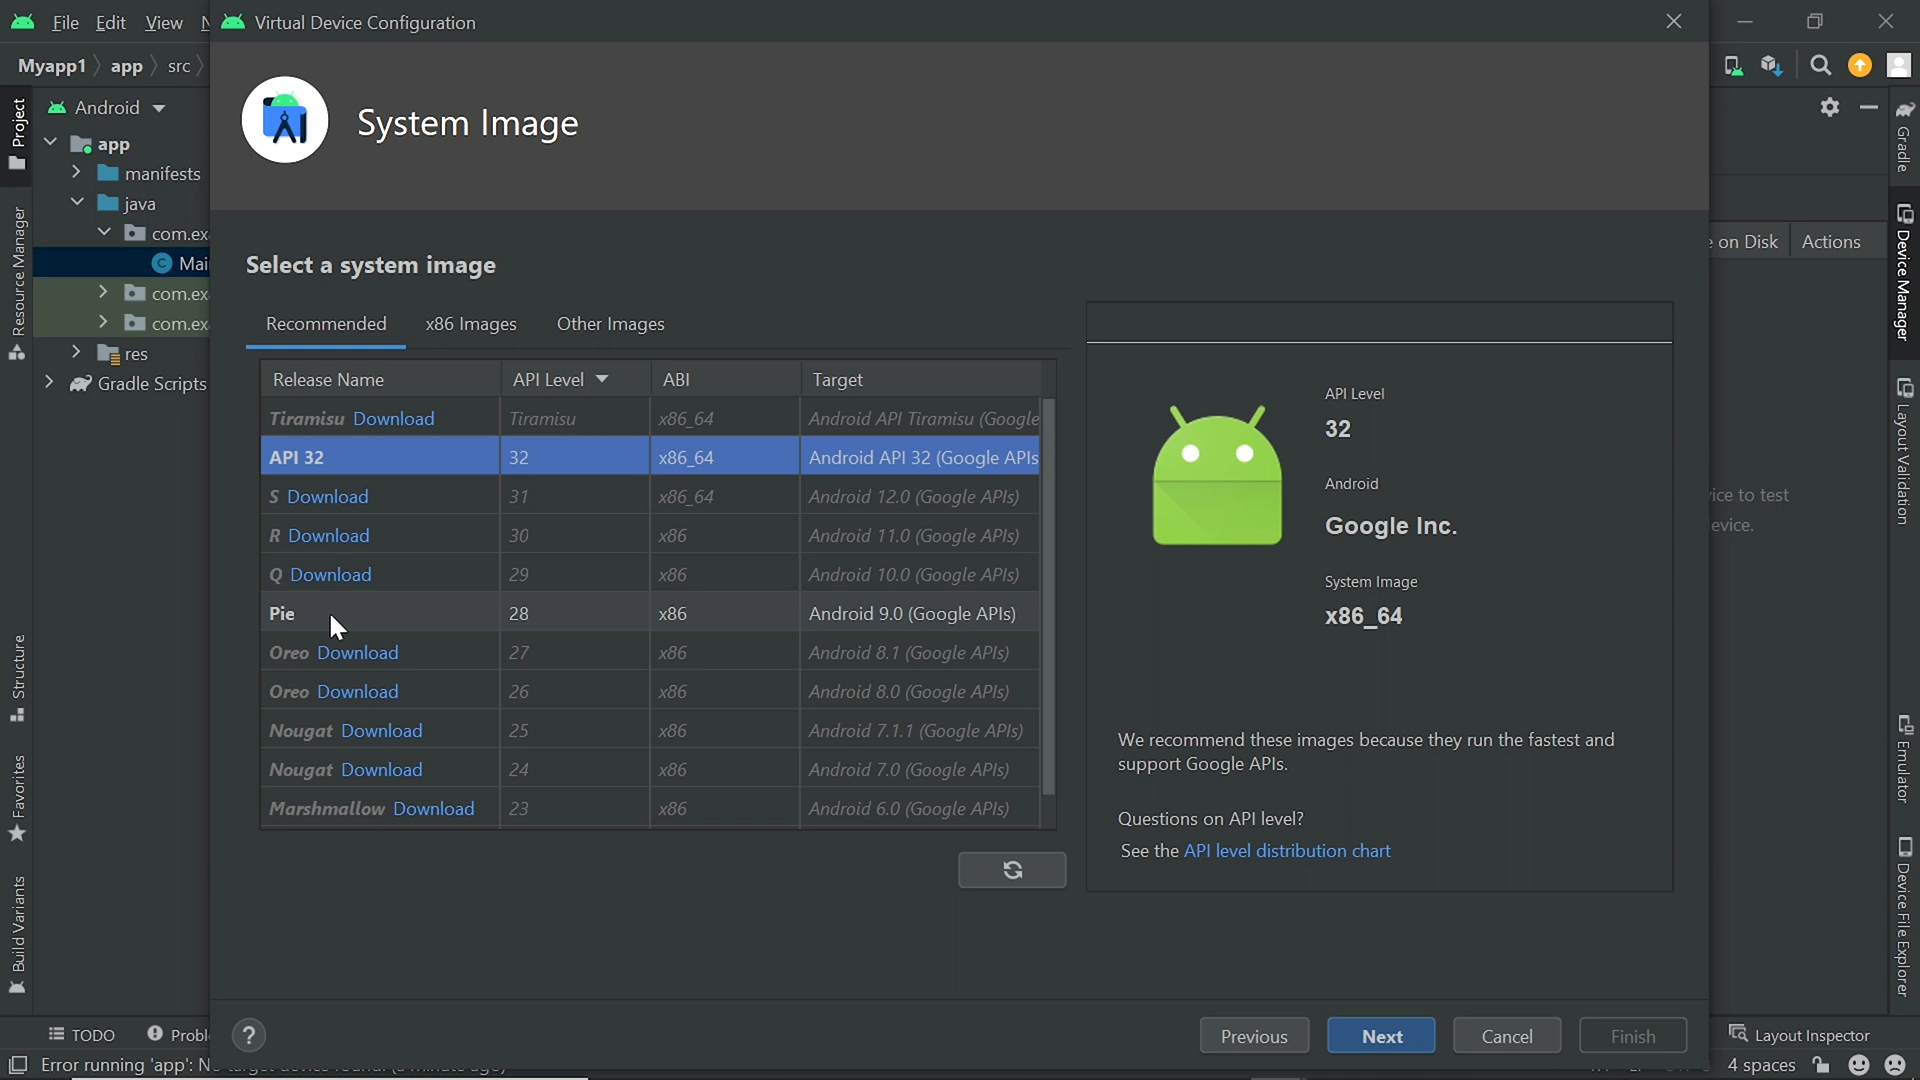 File Edit View N Virtual Device Configuration
Myapp1 app src
System Image
Project
Android
app
manifests
java
com.ex
Mai
com.ex
com.ex
res
Gradle Scripts
Resource Manager
Structure
Favorites
Build Variants
Select a system image
Recommended x86 Images Other Images
Release Name API Level ABI Target
Tiramisu Download Tiramisu x86_64 Android API Tiramisu (Google
API 32 32 x86_64 Android API 32 (Google APIs
S Download 31 x86_64 Android 12.0 (Google APIs)
R Download 30 x86 Android 11.0 (Google APIs)
Q Download 29 x86 Android 10.0 (Google APIs)
Pie 28 x86 Android 9.0 (Google APIs)
Oreo Download 27 x86 Android 8.1 (Google APIs)
Oreo Download 26 x86 Android 8.0 (Google APIs)
Nougat Download 25 x86 Android 7.1.1 (Google APIs)
Nougat Download 24 x86 Android 7.0 (Google APIs)
Marshmallow Download 23 x86 Android 6.0 (Google APIs)
API Level
32
Android
Google Inc.
System Image
x86_64
We recommend these images because they run the fastest and
support Google APIs.
Questions on API level?
See the API level distribution chart
e on Disk Actions
ice to test
evice.
Gradle
Device Manager
Layout Validation
Emulator
Device File Explorer
? Previous Next Cancel Finish
TODO Probl
Layout Inspector
Error running 'app': N
4 spaces